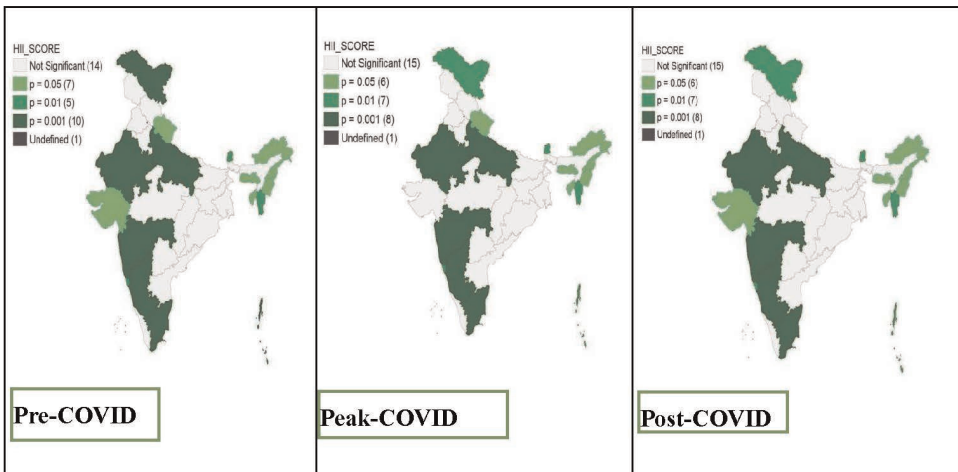 HII_SCORE
Not Significant (14)
p = 0.05 (7)
p = 0.01 (5)
p = 0.001 (10)
Undefined (1)
Pre-COVID
HII_SCORE
Not Significant (15)
p = 0.05 (6)
p = 0.01 (7)
p = 0.001 (8)
Undefined (1)
Peak-COVID
HII_SCORE
Not Significant (15)
p = 0.05 (6)
p = 0.01 (7)
p = 0.001 (8)
Undefined (1)
Post-COVID